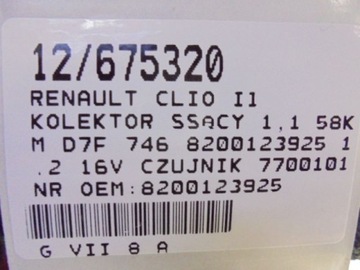 12/675320
RENAULT CLIO II
KOLEKTOR SSĄCY 1,1 58K
M D7F 746 8200123925 1
.2 16V CZUJNIK 7700101
NR OEM:8200123925
G VII 8 A